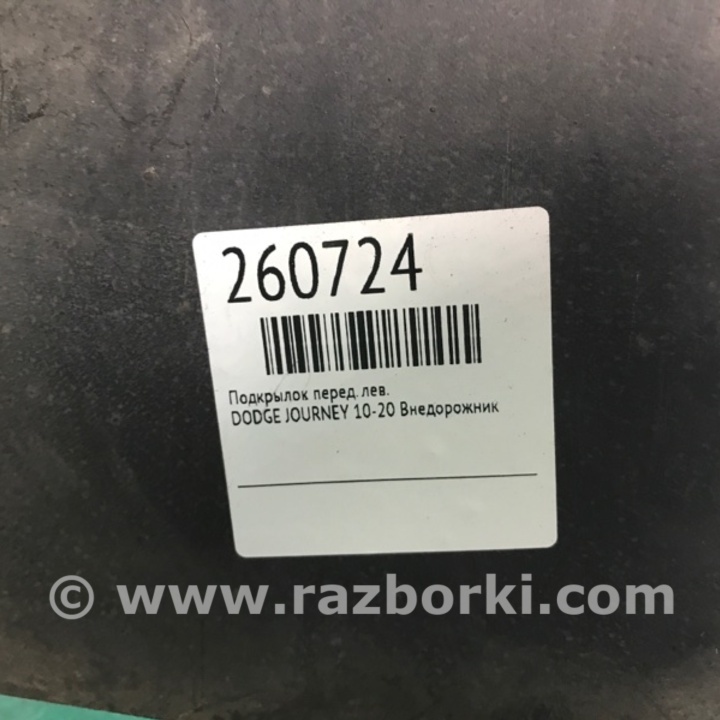 260724
Подкрылок перед. лев.
DODGE JOURNEY 10-20 Внедорожник
© www.razborki.com